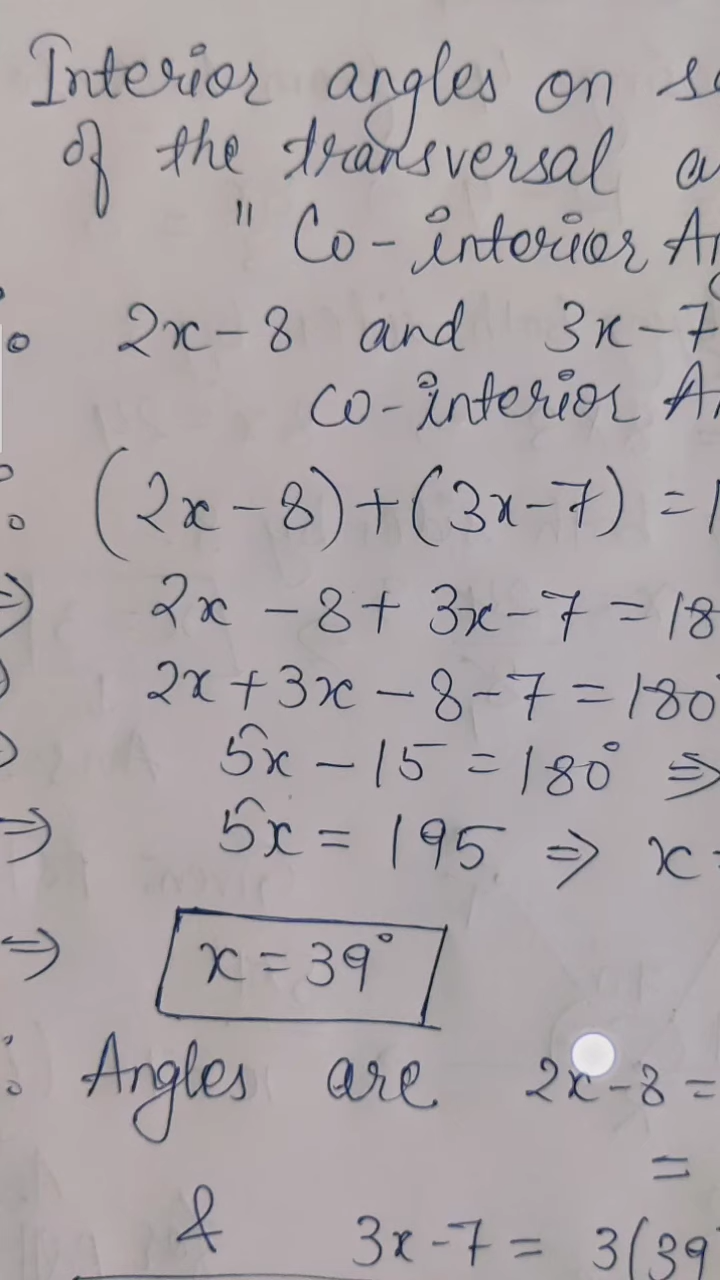 Interior angles on
of the transversal
" Co-interior
∴ 2x-8 and 3x-7
Co-interior
∴ (2x-8)+(3x-7) = 1
⇒ 2x - 8 + 3x - 7 = 18
⇒ 2x + 3x - 8 - 7 = 180
⇒ 5x - 15 = 180° ⇒
⇒ 5x = 195 ⇒ x =
⇒ x = 39°
∴ Angles are 2x-8 =
=
& 3x-7 = 3(39